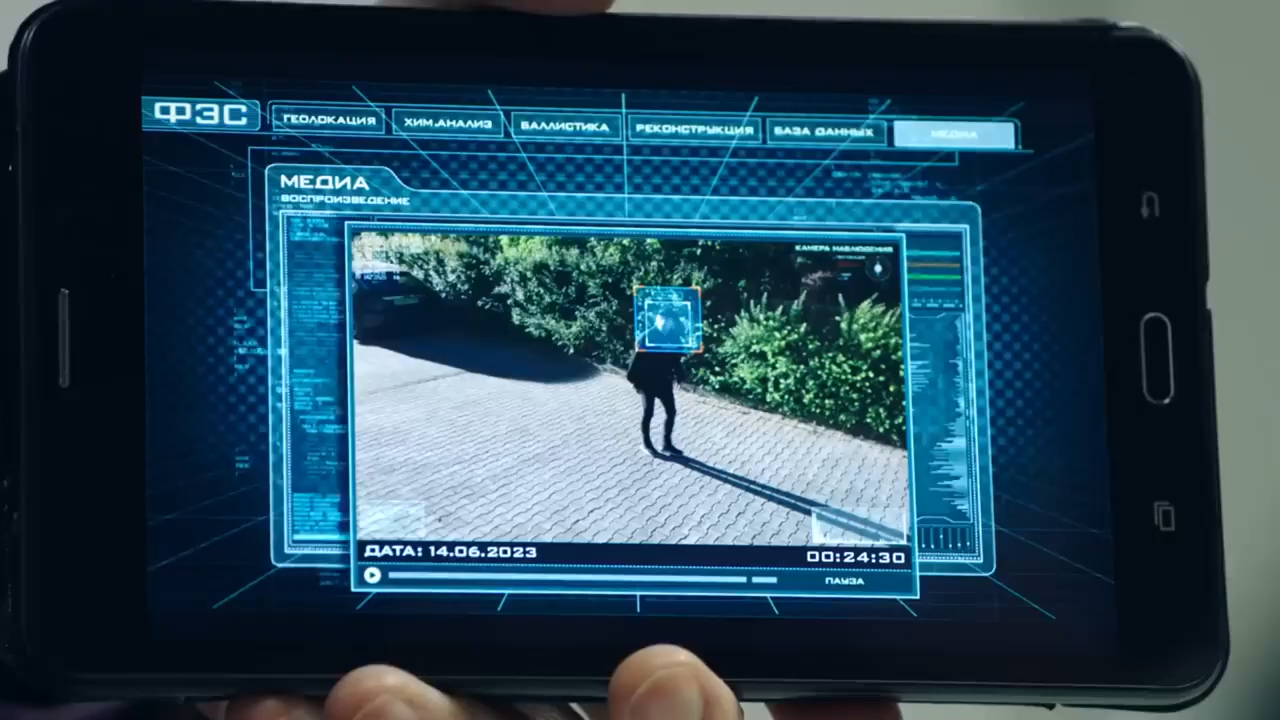 ФЭС
ГЕОЛОКАЦИЯ
ХИМ.АНАЛИЗ
БАЛЛИСТИКА
РЕКОНСТРУКЦИЯ
БАЗА ДАННЫХ
МЕДИА
МЕДИА
ВОСПРОИЗВЕДЕНИЕ
КАМЕРА НАБЛЮДЕНИЯ
ДАТА: 14.06.2023
00:24:30
ПАУЗА